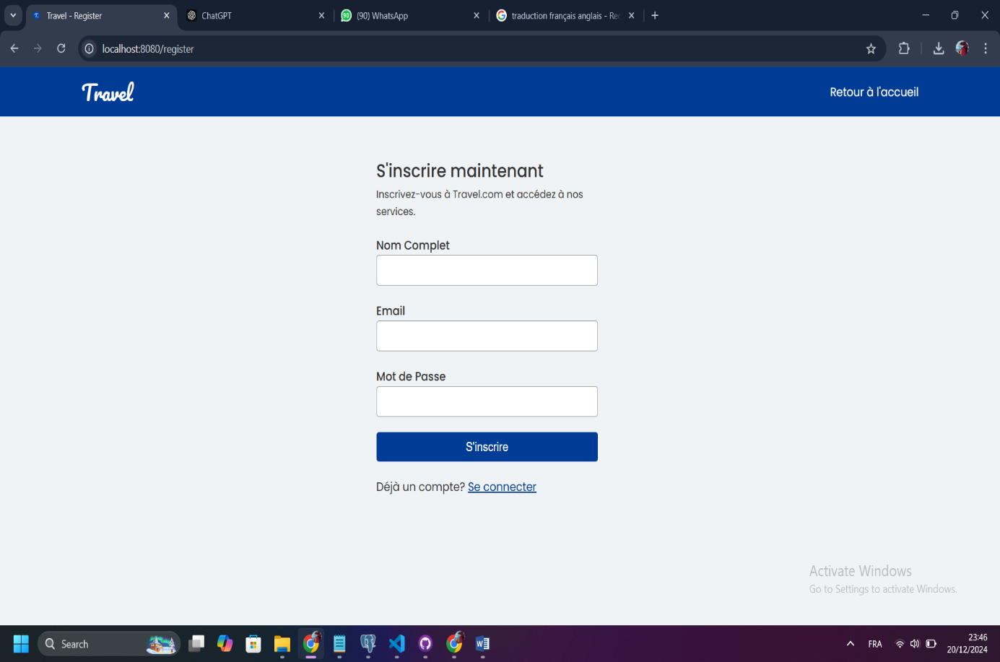 Travel - Register
ChatGPT
(90) WhatsApp
traduction français anglais - Rec
localhost:8080/register
Travel
Retour à l'accueil
S'inscrire maintenant
Inscrivez-vous à Travel.com et accédez à nos
services.
Nom Complet
Email
Mot de Passe
S'inscrire
Déjà un compte? Se connecter
Activate Windows
Go to Settings to activate Windows.
Search
FRA
23:46
20/12/2024